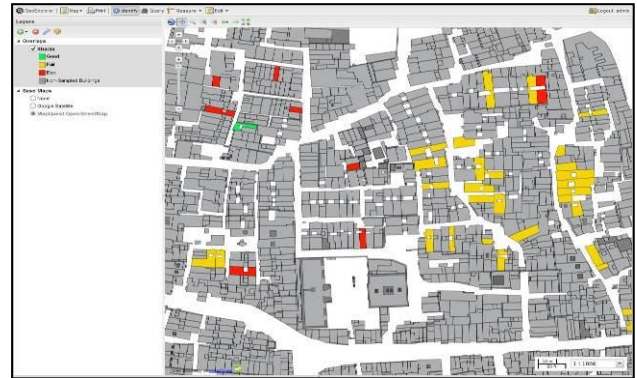 GeoExplorer Map Print Identify Query Measure Edit Logout, admin
Layers
Overlays
Good
Fair
Non-Sampled Buildings
Base Maps
None
Google Satellite
MapQuest OpenStreetMap